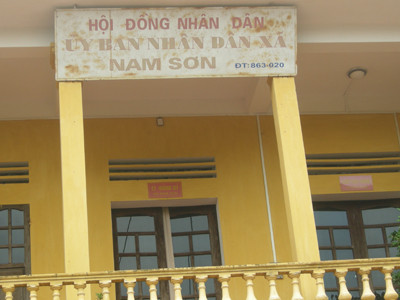 HỘI ĐỒNG NHÂN DÂN
ỦY BAN NHÂN DÂN XÃ
NAM SƠN
ĐT: 863-020